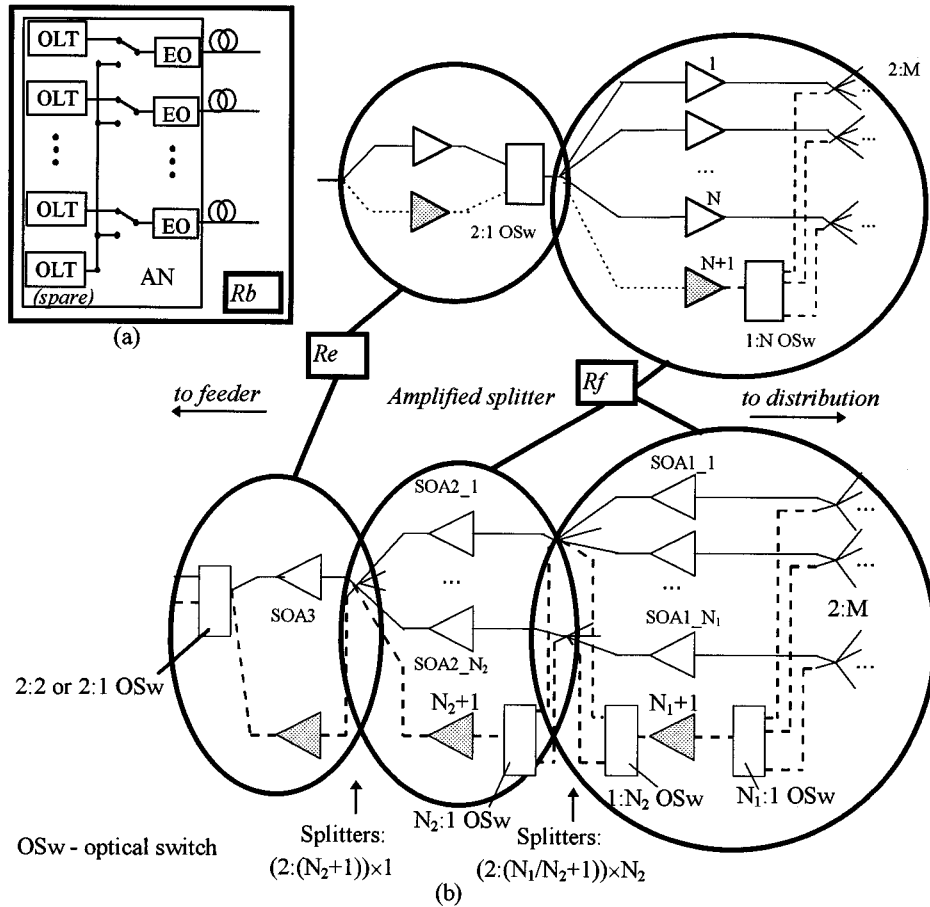 OLT
EO
OLT
EO
OLT
EO
OLT
(spare)
AN
Rb
(a)
1
2:M
...
...
...
N
...
2:1 OSw
N+1
1:N OSw
Re
Rf
to feeder
Amplified splitter
to distribution
SOA2_1
SOA1_1
...
...
...
...
SOA3
2:M
SOA2_N₂
SOA1_N₁
...
2:2 or 2:1 OSw
N₂+1
N₁+1
N₂:1 OSw
1:N₂ OSw
N₁:1 OSw
OSw - optical switch
Splitters:
(2:(N₂+1))×1
Splitters:
(2:(N₁/N₂+1))×N₂
(b)